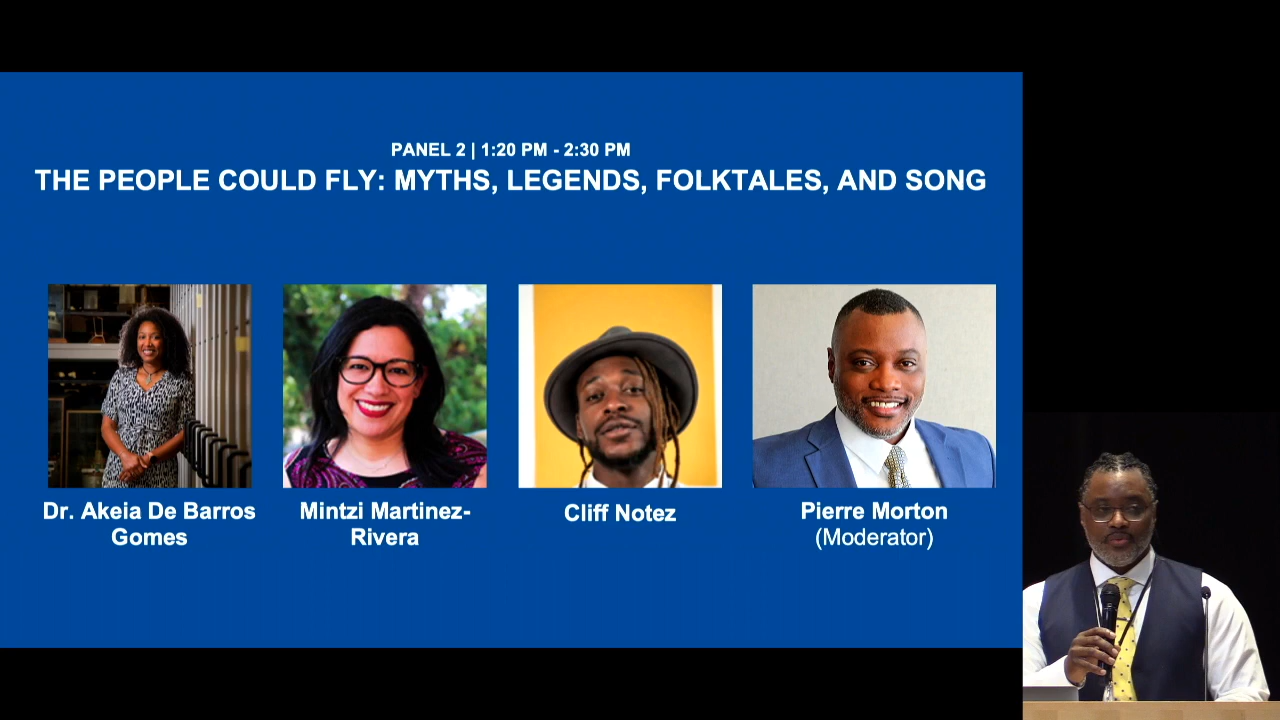 PANEL 2 | 1:20 PM - 2:30 PM
THE PEOPLE COULD FLY: MYTHS, LEGENDS, FOLKTALES, AND SONG
Dr. Akeia De Barros
Gomes
Mintzi Martinez-
Rivera
Cliff Notez
Pierre Morton
(Moderator)